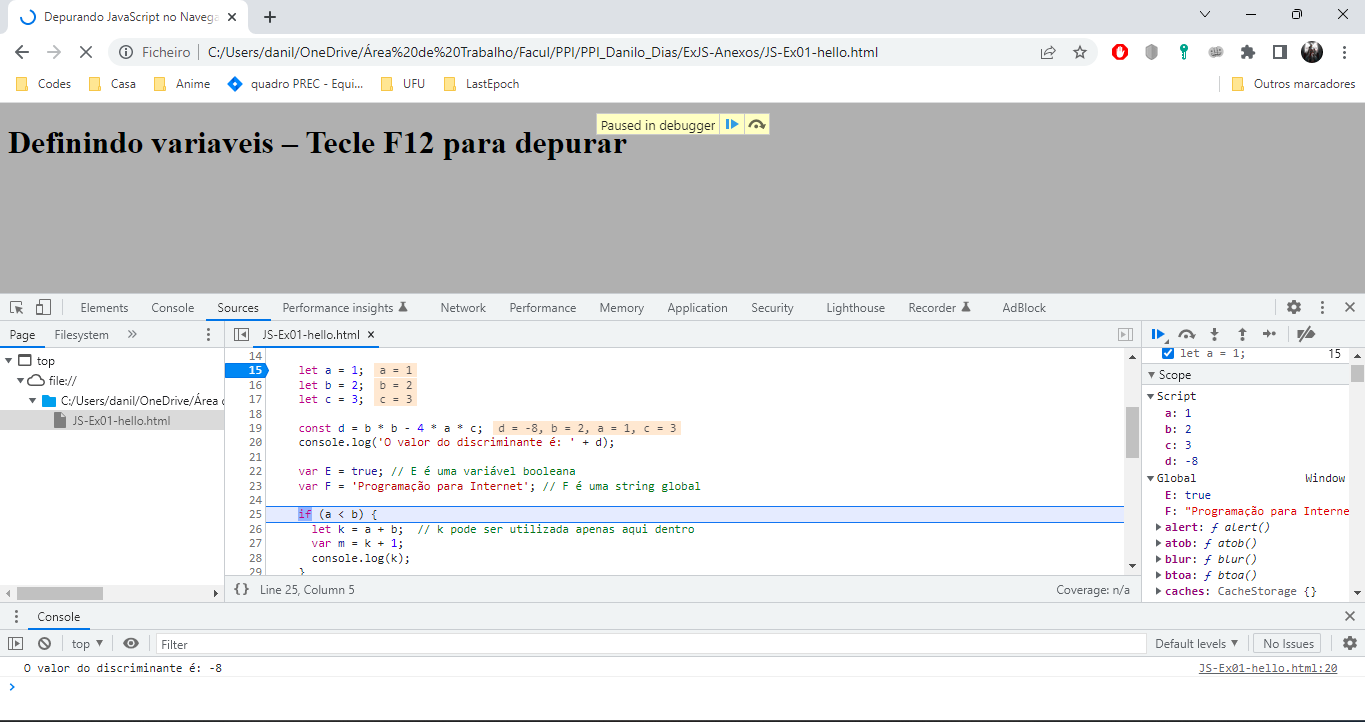 Depurando JavaScript no Navega
Ficheiro C:/Users/danil/OneDrive/Área%20de%20Trabalho/Facul/PPI/PPI_Danilo_Dias/ExJS-Anexos/JS-Ex01-hello.html
Codes Casa Anime quadro PREC - Equi... UFU LastEpoch Outros marcadores
Paused in debugger
Definindo variaveis – Tecle F12 para depurar
Elements Console Sources Performance insights Network Performance Memory Application Security Lighthouse Recorder AdBlock
Page Filesystem »
top
file://
C:/Users/danil/OneDrive/Área d
JS-Ex01-hello.html
JS-Ex01-hello.html
14
15 let a = 1; a = 1
16 let b = 2; b = 2
17 let c = 3; c = 3
18
19 const d = b * b - 4 * a * c; d = -8, b = 2, a = 1, c = 3
20 console.log('O valor do discriminante é: ' + d);
21
22 var E = true; // E é uma variável booleana
23 var F = 'Programação para Internet'; // F é uma string global
24
25 if (a < b) {
26 let k = a + b; // k pode ser utilizada apenas aqui dentro
27 var m = k + 1;
28 console.log(k);
29 }
{} Line 25, Column 5 Coverage: n/a
let a = 1; 15
Scope
Script
a: 1
b: 2
c: 3
d: -8
Global Window
E: true
F: "Programação para Interne
alert: ƒ alert()
atob: ƒ atob()
blur: ƒ blur()
btoa: ƒ btoa()
caches: CacheStorage {}
Console
top Filter Default levels No Issues
O valor do discriminante é: -8 JS-Ex01-hello.html:20